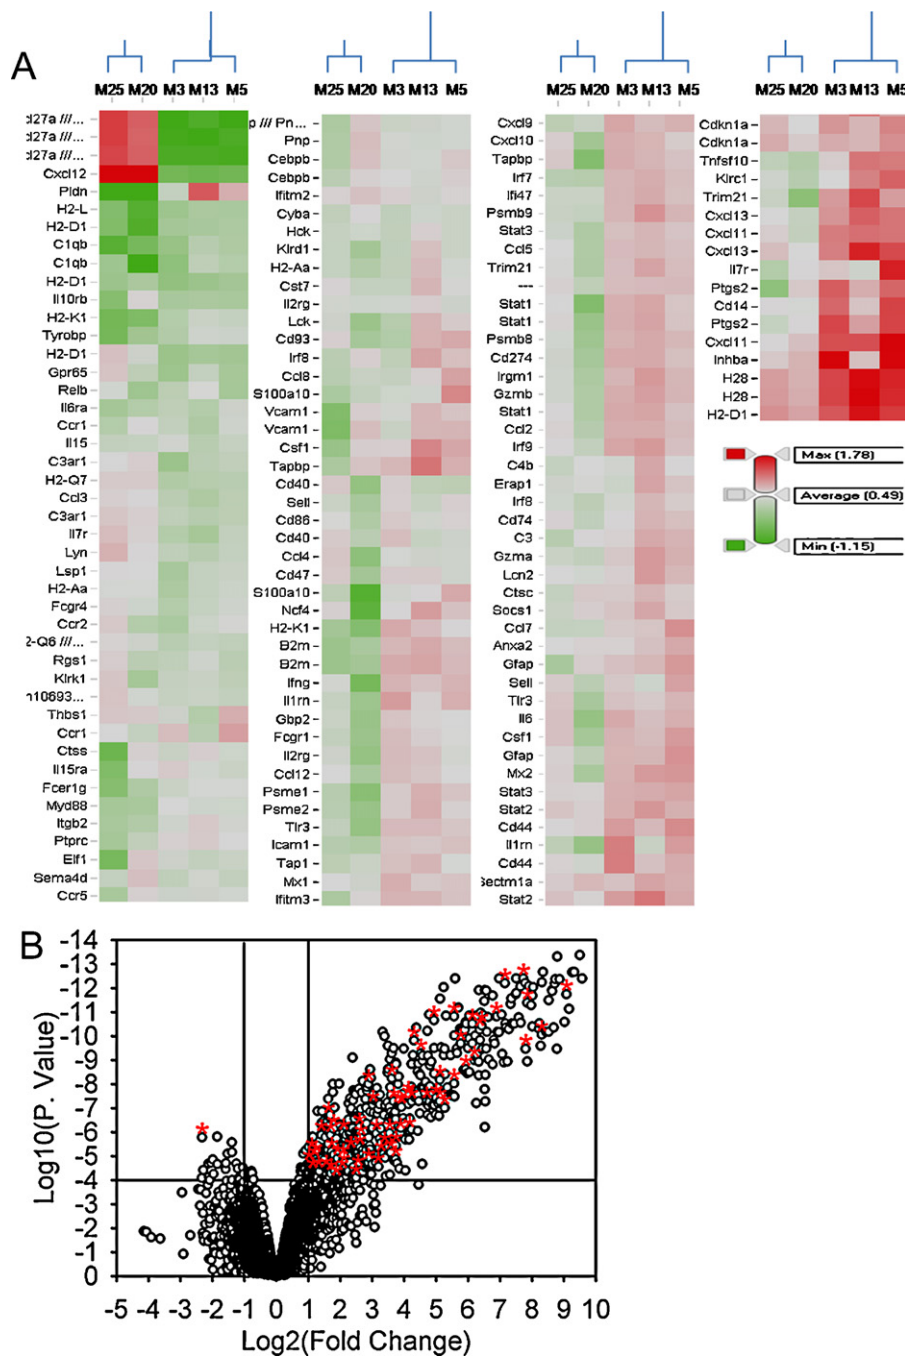 A
M25 M20 M3 M13 M5
M25 M20 M3 M13 M5
M25 M20 M3 M13 M5
M25 M20 M3 M13 M5
:l27a ///...
:l27a ///...
:l27a ///...
Cxcl12
Pldn
H2-L
H2-D1
C1qb
C1qb
H2-D1
Il10rb
H2-K1
Tyrobp
H2-D1
Gpr65
Relb
Il6ra
Ccr1
Il15
C3ar1
H2-Q7
Ccl3
C3ar1
Il7r
Lyn
Lsp1
H2-Aa
Fcgr4
Ccr2
2-Q6 ///...
Rgs1
Klrk1
n10693...
Thbs1
Ccr1
Ctss
Il15ra
Fcer1g
Myd88
Itgb2
Ptprc
Elf1
Sema4d
Ccr5
p /// Pn...
Pnp
Cebpb
Cebpb
Ifitm2
Cyba
Hck
Klrd1
H2-Aa
Cst7
Il2rg
Lck
Cd93
Irf8
Ccl8
S100a10
Vcam1
Vcam1
Csf1
Tapbp
Cd40
Sell
Cd86
Cd40
Ccl4
Cd47
S100a10
Ncf4
H2-K1
B2m
B2m
Ifng
Il1rn
Gbp2
Fcgr1
Il2rg
Ccl12
Psme1
Psme2
Tlr3
Icam1
Tap1
Mx1
Ifitm3
Cxcl9
Cxcl10
Tapbp
Irf7
Ifi47
Psmb9
Stat3
Ccl5
Trim21
---
Stat1
Stat1
Psmb8
Cd274
Irgm1
Gzmb
Stat1
Ccl2
Irf9
C4b
Erap1
Irf8
Cd74
C3
Gzma
Lcn2
Ctsc
Socs1
Ccl7
Anxa2
Gfap
Sell
Tlr3
Il6
Csf1
Gfap
Mx2
Stat3
Stat2
Cd44
Il1rn
Cd44
Sectm1a
Stat2
Cdkn1a
Cdkn1a
Tnfsf10
Klrc1
Trim21
Cxcl13
Cxcl11
Cxcl13
Il7r
Ptgs2
Cd14
Ptgs2
Cxcl11
Inhba
H28
H28
H2-D1
Max (1.78)
Average (0.49)
Min (-1.15)
B
Log10(P. Value)
-14
-13
-12
-11
-10
-9
-8
-7
-6
-5
-4
-3
-2
-1
0
-5 -4 -3 -2 -1 0 1 2 3 4 5 6 7 8 9 10
Log2(Fold Change)